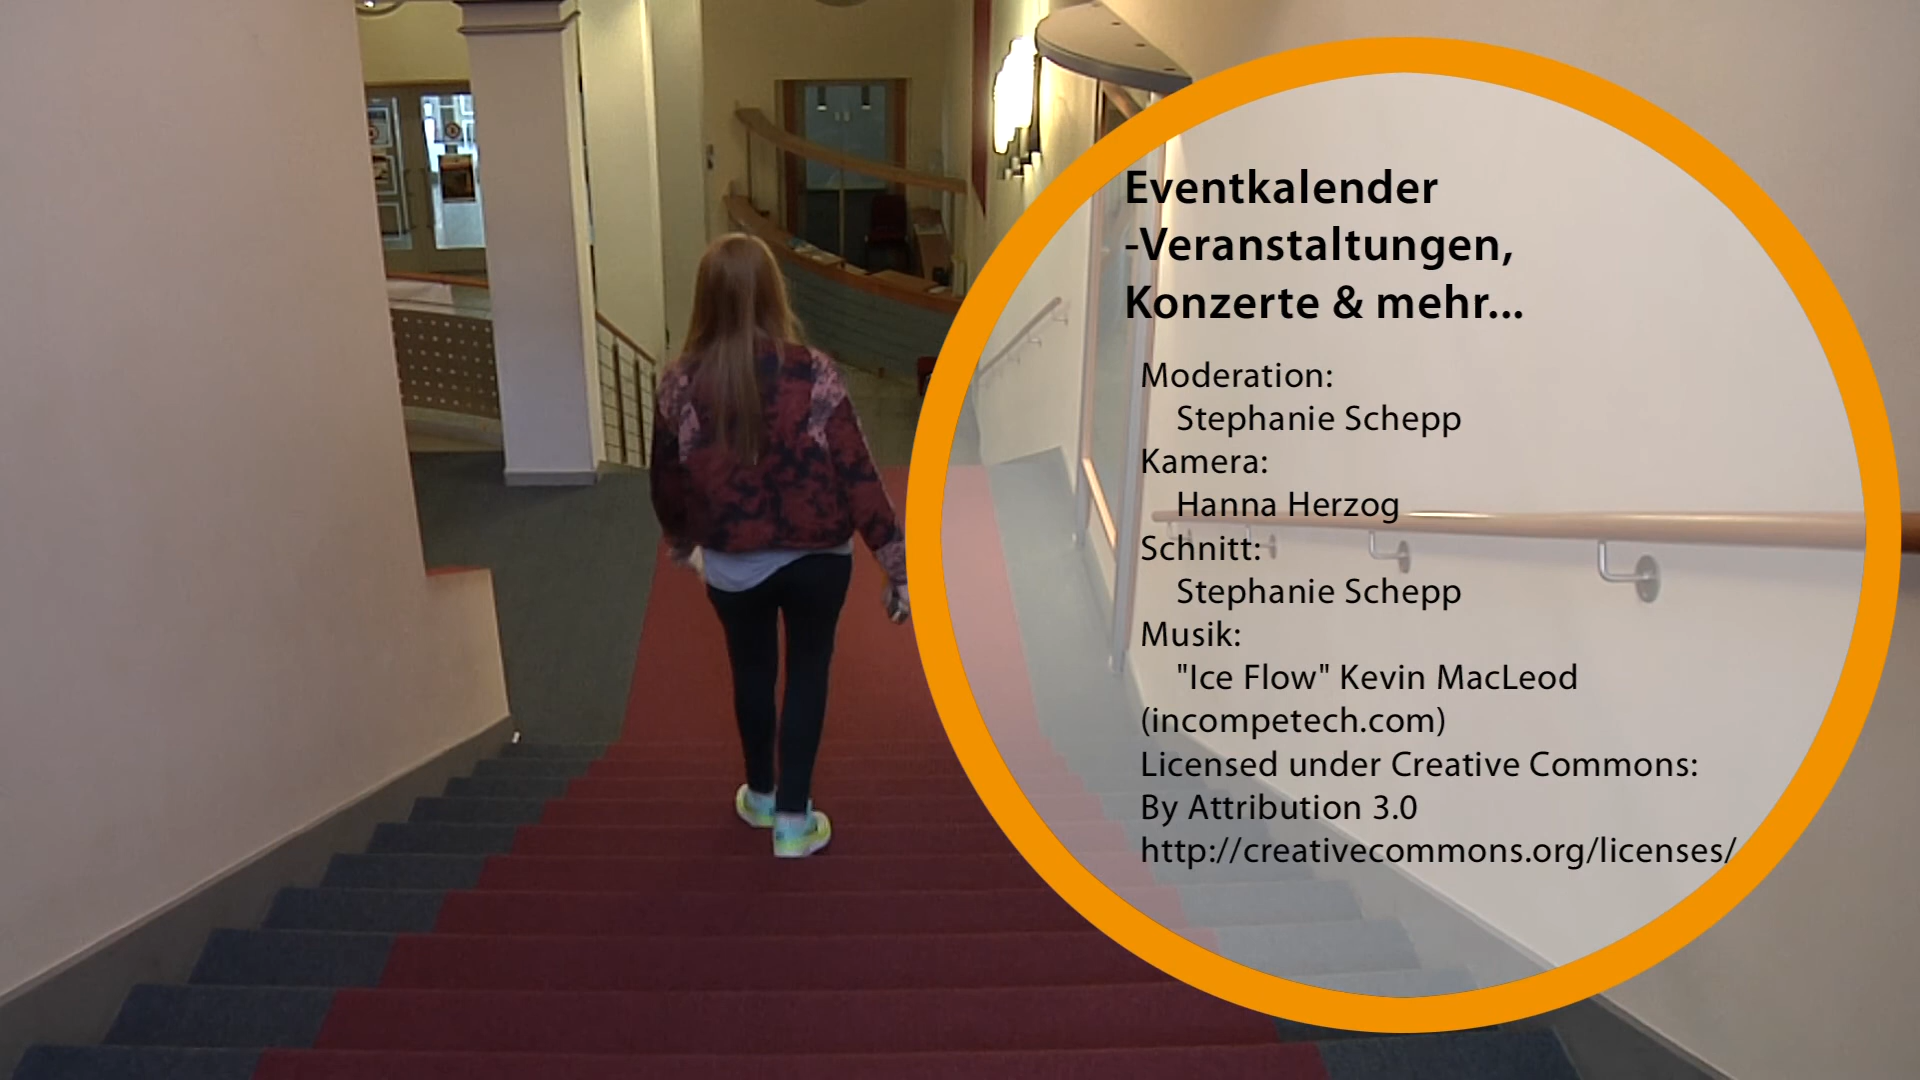 Eventkalender
-Veranstaltungen,
Konzerte & mehr...
Moderation:
Stephanie Schepp
Kamera:
Hanna Herzog
Schnitt:
Stephanie Schepp
Musik:
"Ice Flow" Kevin MacLeod
(incompetech.com)
Licensed under Creative Commons:
By Attribution 3.0
http://creativecommons.org/licenses/